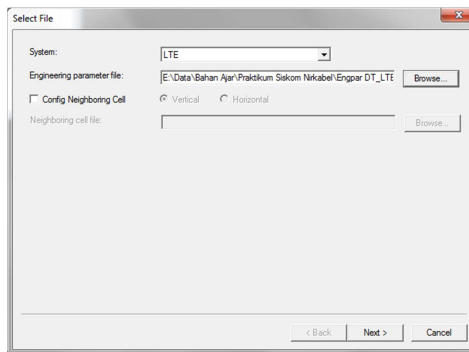 Select File
System: LTE
Engineering parameter file: E:\Data\Bahan Ajar\Praktikum Siskom Nirkabel\Engpar DT_LTE Browse...
Config Neighboring Cell Vertical Horizontal
Neighboring cell file: Browse...
< Back Next > Cancel